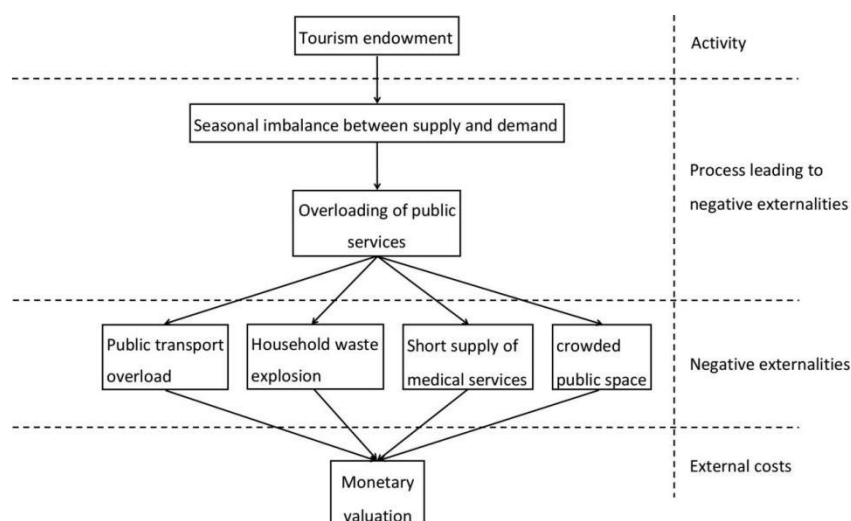 Tourism endowment
Activity
Seasonal imbalance between supply and demand
Process leading to
negative externalities
Overloading of public
services
Public transport
overload
Household waste
explosion
Short supply of
medical services
crowded
public space
Negative externalities
External costs
Monetary
valuation